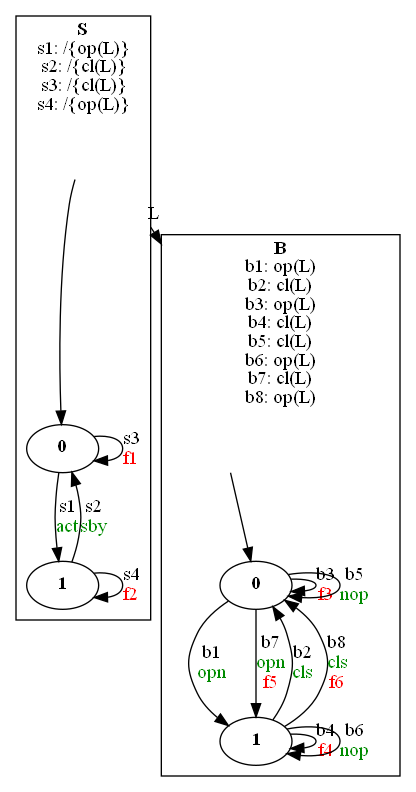 S
s1: /{op(L)}
s2: /{cl(L)}
s3: /{cl(L)}
s4: /{op(L)}
L
B
b1: op(L)
b2: cl(L)
b3: op(L)
b4: cl(L)
b5: cl(L)
b6: op(L)
b7: cl(L)
b8: op(L)
0
s3
f1
s1
act
s2
sby
1
s4
f2
0
b3
f3
b5
nop
b1
opn
b7
opn
f5
b2
cls
b8
cls
f6
1
b4
f4
b6
nop